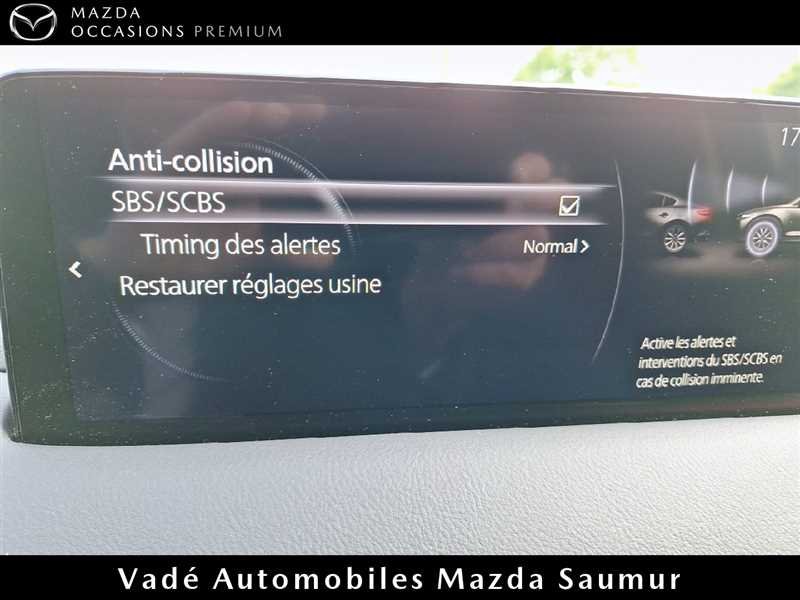 MAZDA
OCCASIONS PREMIUM
17
Anti-collision
SBS/SCBS
Timing des alertes Normal
Restaurer réglages usine
Active les alertes et
interventions du SBS/SCBS en
cas de collision imminente.
Vadé Automobiles Mazda Saumur